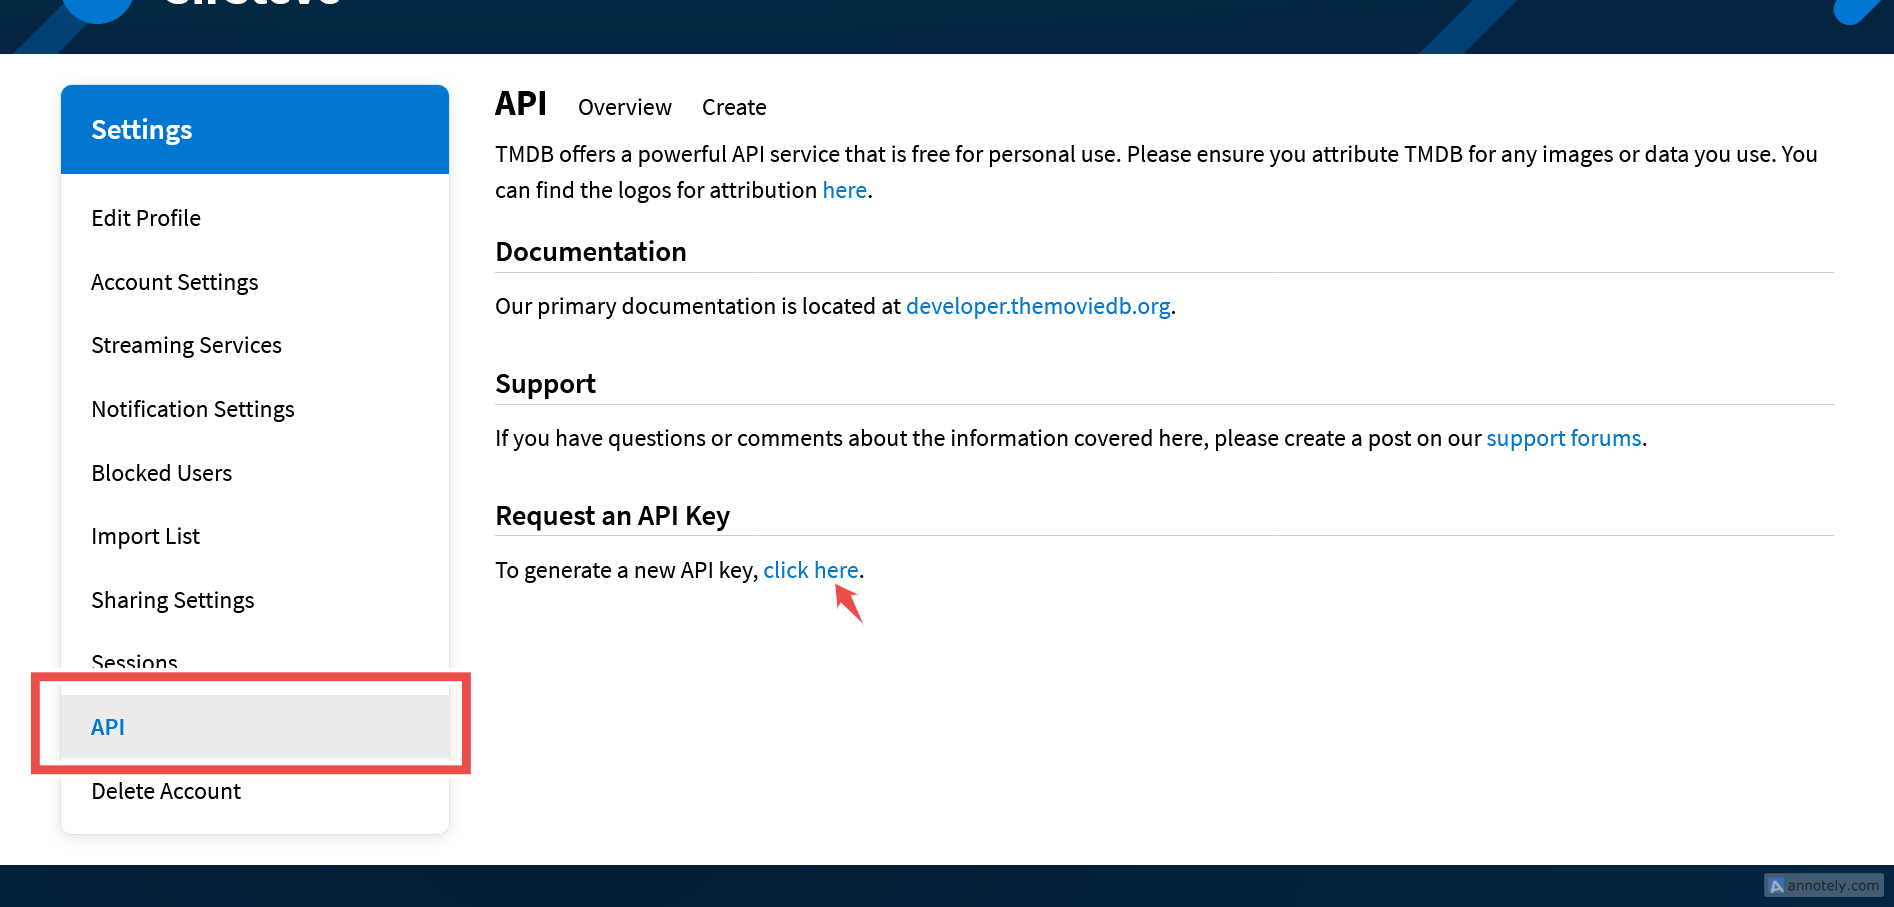 Settings
Edit Profile
Account Settings
Streaming Services
Notification Settings
Blocked Users
Import List
Sharing Settings
Sessions
API
Delete Account
API Overview Create
TMDB offers a powerful API service that is free for personal use. Please ensure you attribute TMDB for any images or data you use. You
can find the logos for attribution here.
Documentation
Our primary documentation is located at developer.themoviedb.org.
Support
If you have questions or comments about the information covered here, please create a post on our support forums.
Request an API Key
To generate a new API key, click here.
annotely.com